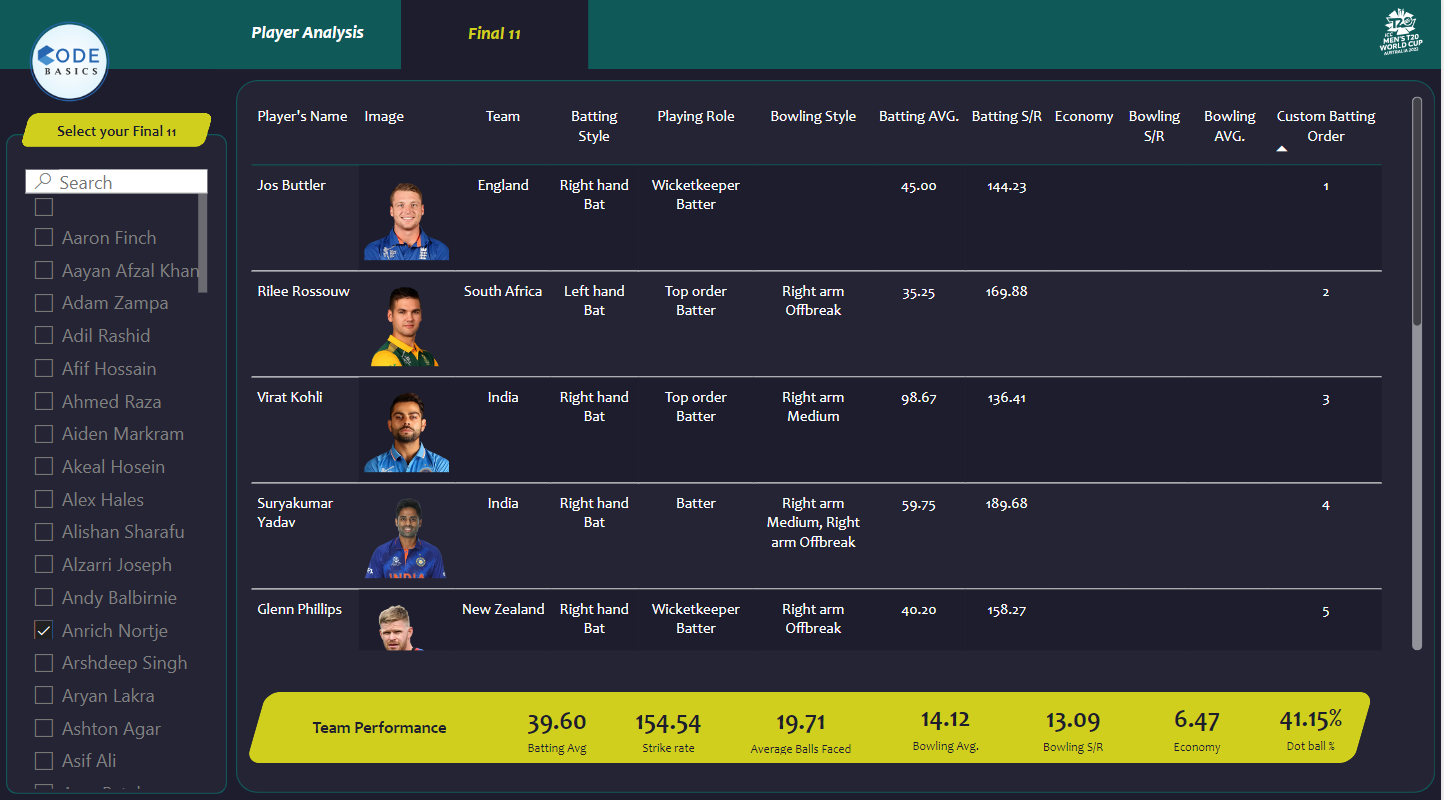 Player Analysis
Final 11
CODE
BASICS
ICC
MEN'S T20
WORLD CUP
AUSTRALIA 2022
Select your Final 11
Search
Aaron Finch
Aayan Afzal Khan
Adam Zampa
Adil Rashid
Afif Hossain
Ahmed Raza
Aiden Markram
Akeal Hosein
Alex Hales
Alishan Sharafu
Alzarri Joseph
Andy Balbirnie
Anrich Nortje
Arshdeep Singh
Aryan Lakra
Ashton Agar
Asif Ali
Player's Name Image Team Batting Style Playing Role Bowling Style Batting AVG. Batting S/R Economy Bowling S/R Bowling AVG. Custom Batting Order
Jos Buttler England Right hand Bat Wicketkeeper Batter 45.00 144.23 1
Rilee Rossouw South Africa Left hand Bat Top order Batter Right arm Offbreak 35.25 169.88 2
Virat Kohli India Right hand Bat Top order Batter Right arm Medium 98.67 136.41 3
Suryakumar Yadav India Right hand Bat Batter Right arm Medium, Right arm Offbreak 59.75 189.68 4
INDIA
Glenn Phillips New Zealand Right hand Bat Wicketkeeper Batter Right arm Offbreak 40.20 158.27 5
Team Performance
39.60 154.54 19.71 14.12 13.09 6.47 41.15%
Batting Avg Strike rate Average Balls Faced Bowling Avg. Bowling S/R Economy Dot ball %